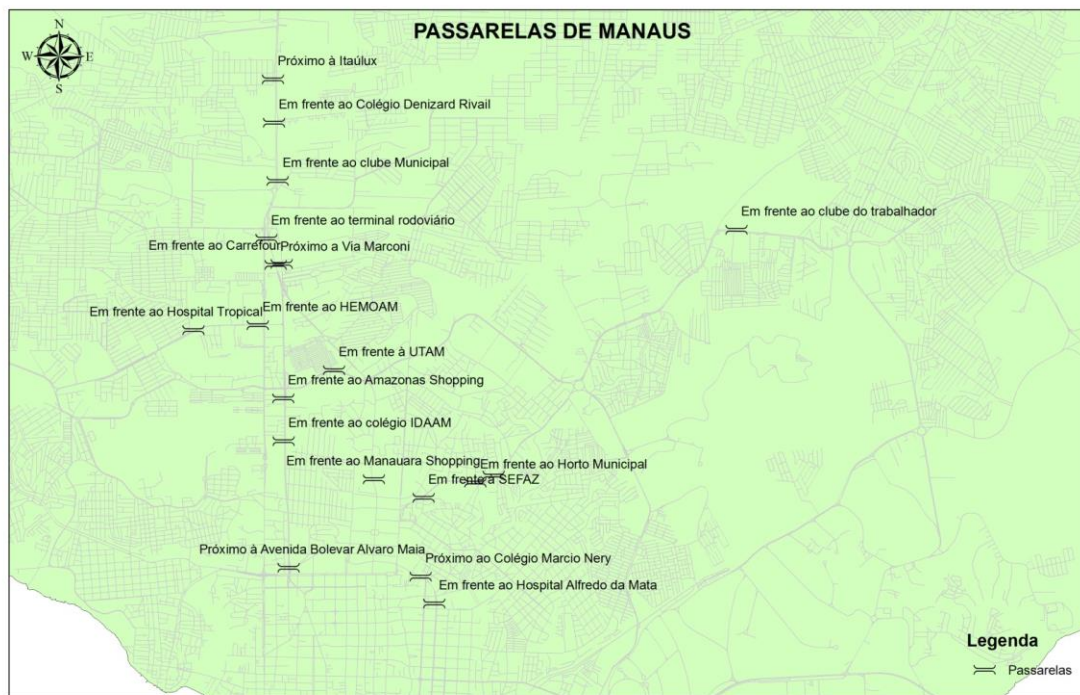 PASSARELAS DE MANAUS
N
W
E
S
Próximo à Itaúlux
Em frente ao Colégio Denizard Rivail
Em frente ao clube Municipal
Em frente ao clube do trabalhador
Em frente ao terminal rodoviário
Em frente ao Carrefour
Próximo a Via Marconi
Em frente ao HEMOAM
Em frente ao Hospital Tropical
Em frente à UTAM
Em frente ao Amazonas Shopping
Em frente ao colégio IDAAM
Em frente ao Manauara Shopping
Em frente ao Horto Municipal
Em frente à SEFAZ
Próximo à Avenida Bolevar Alvaro Maia
Próximo ao Colégio Marcio Nery
Em frente ao Hospital Alfredo da Mata
Legenda
Passarelas